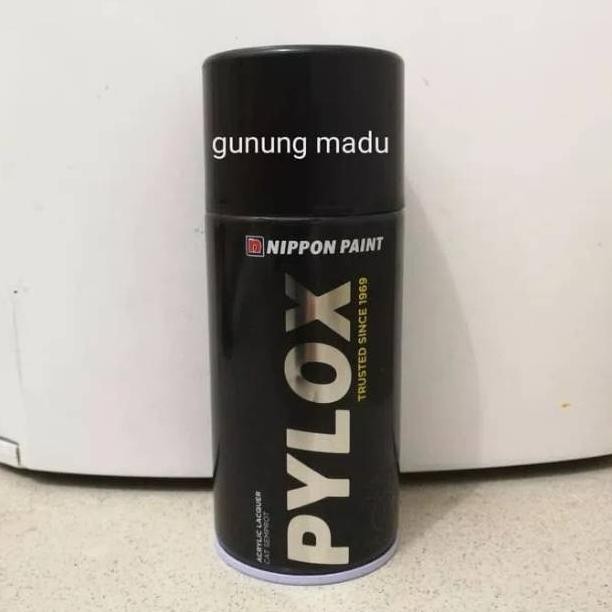 gunung madu
NIPPON PAINT
PYLOX
TRUSTED SINCE 1969
ACRYLIC LACQUER
CAT SEMPROT